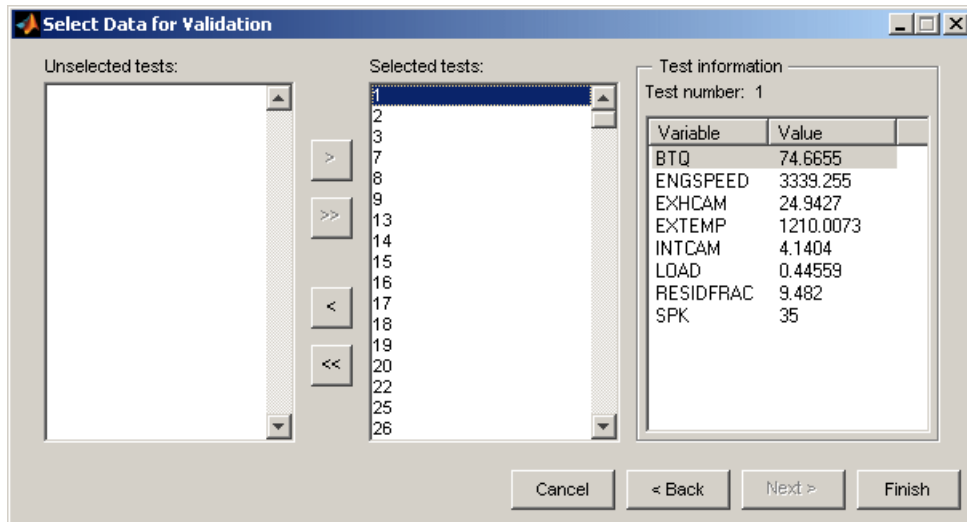 Select Data for Validation
Unselected tests:
Selected tests:
1
2
3
7
8
9
13
14
15
16
17
18
19
20
22
25
26
>
>>
<
<<
Test information
Test number: 1
Variable Value
BTQ 74.6655
ENGSPEED 3339.255
EXHCAM 24.9427
EXTEMP 1210.0073
INTCAM 4.1404
LOAD 0.44559
RESIDFRAC 9.482
SPK 35
Cancel
< Back
Next >
Finish